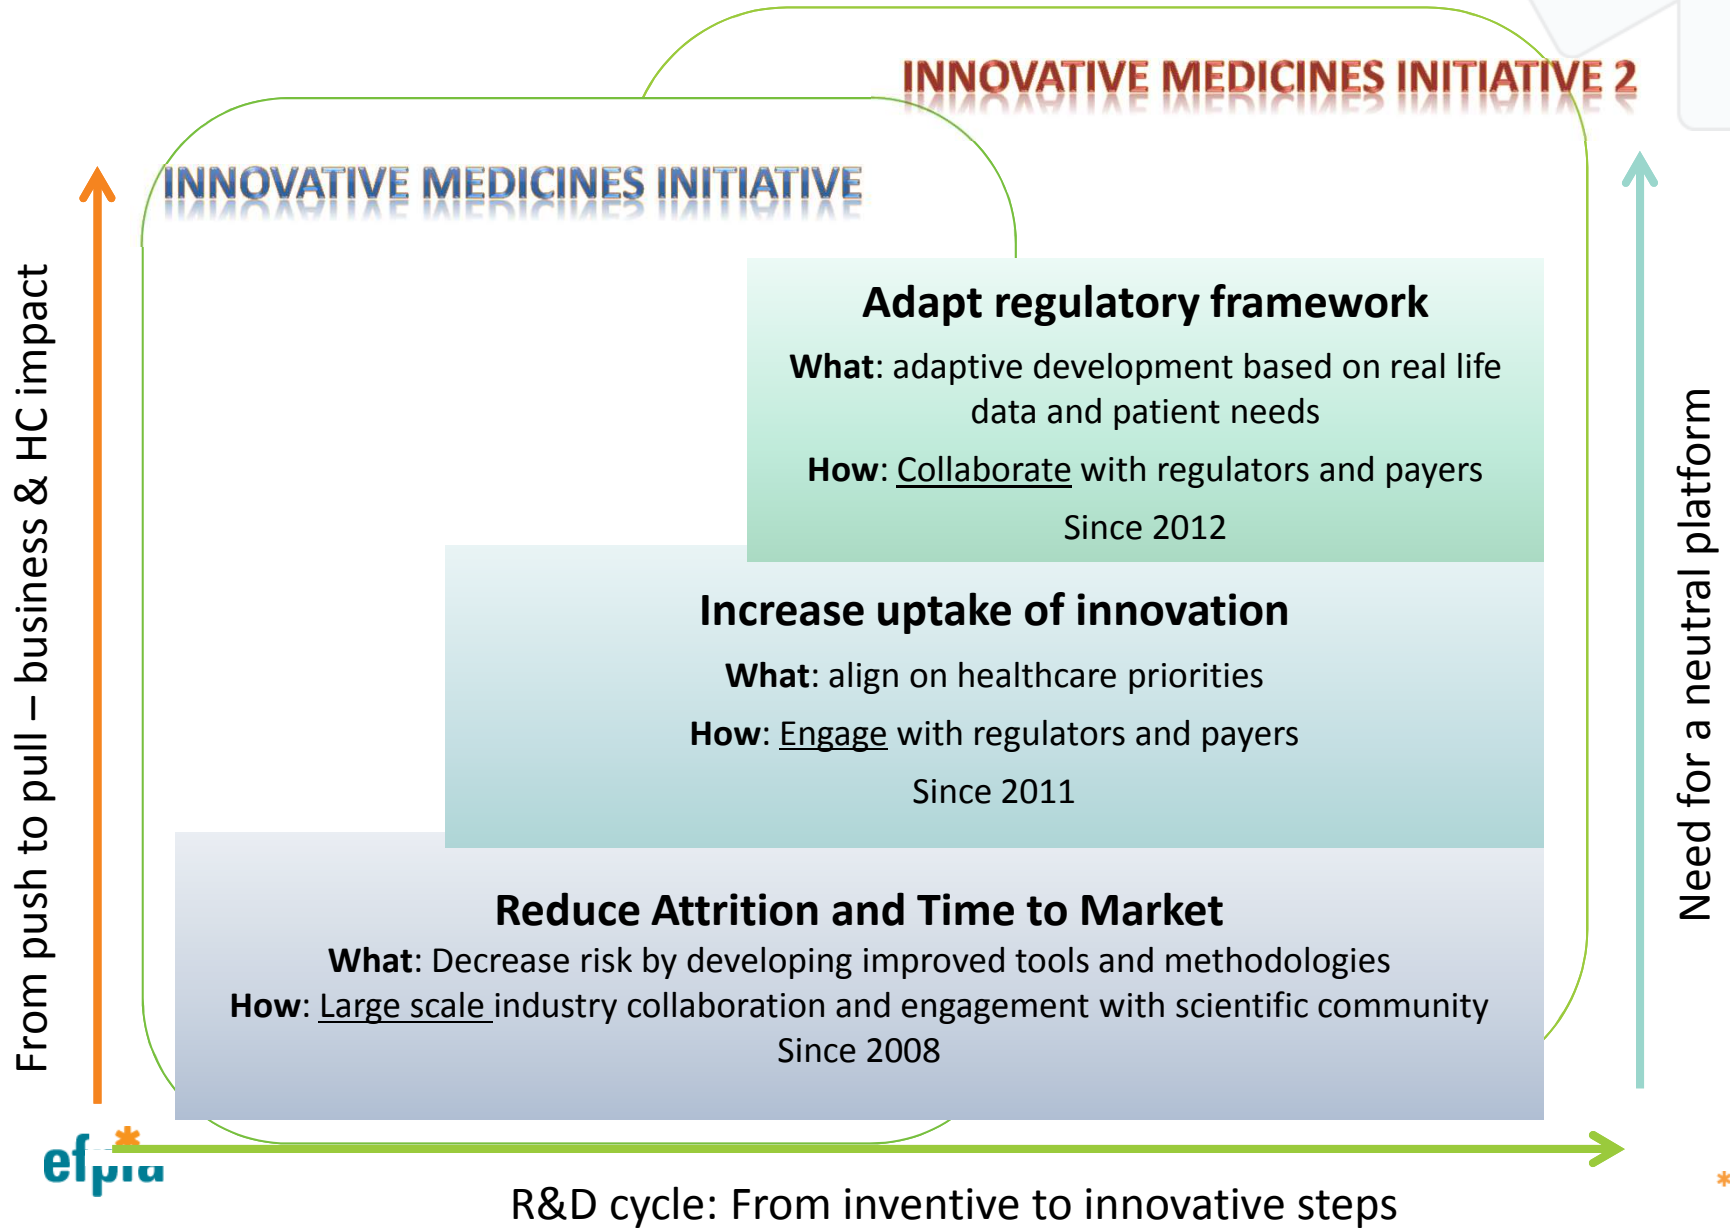 INNOVATIVE MEDICINES INITIATIVE 2
INNOVATIVE MEDICINES INITIATIVE
From push to pull – business & HC impact
Adapt regulatory framework
What: adaptive development based on real life
data and patient needs
How: Collaborate with regulators and payers
Since 2012
Increase uptake of innovation
What: align on healthcare priorities
How: Engage with regulators and payers
Since 2011
Reduce Attrition and Time to Market
What: Decrease risk by developing improved tools and methodologies
How: Large scale industry collaboration and engagement with scientific community
Since 2008
Need for a neutral platform
efpia
R&D cycle: From inventive to innovative steps